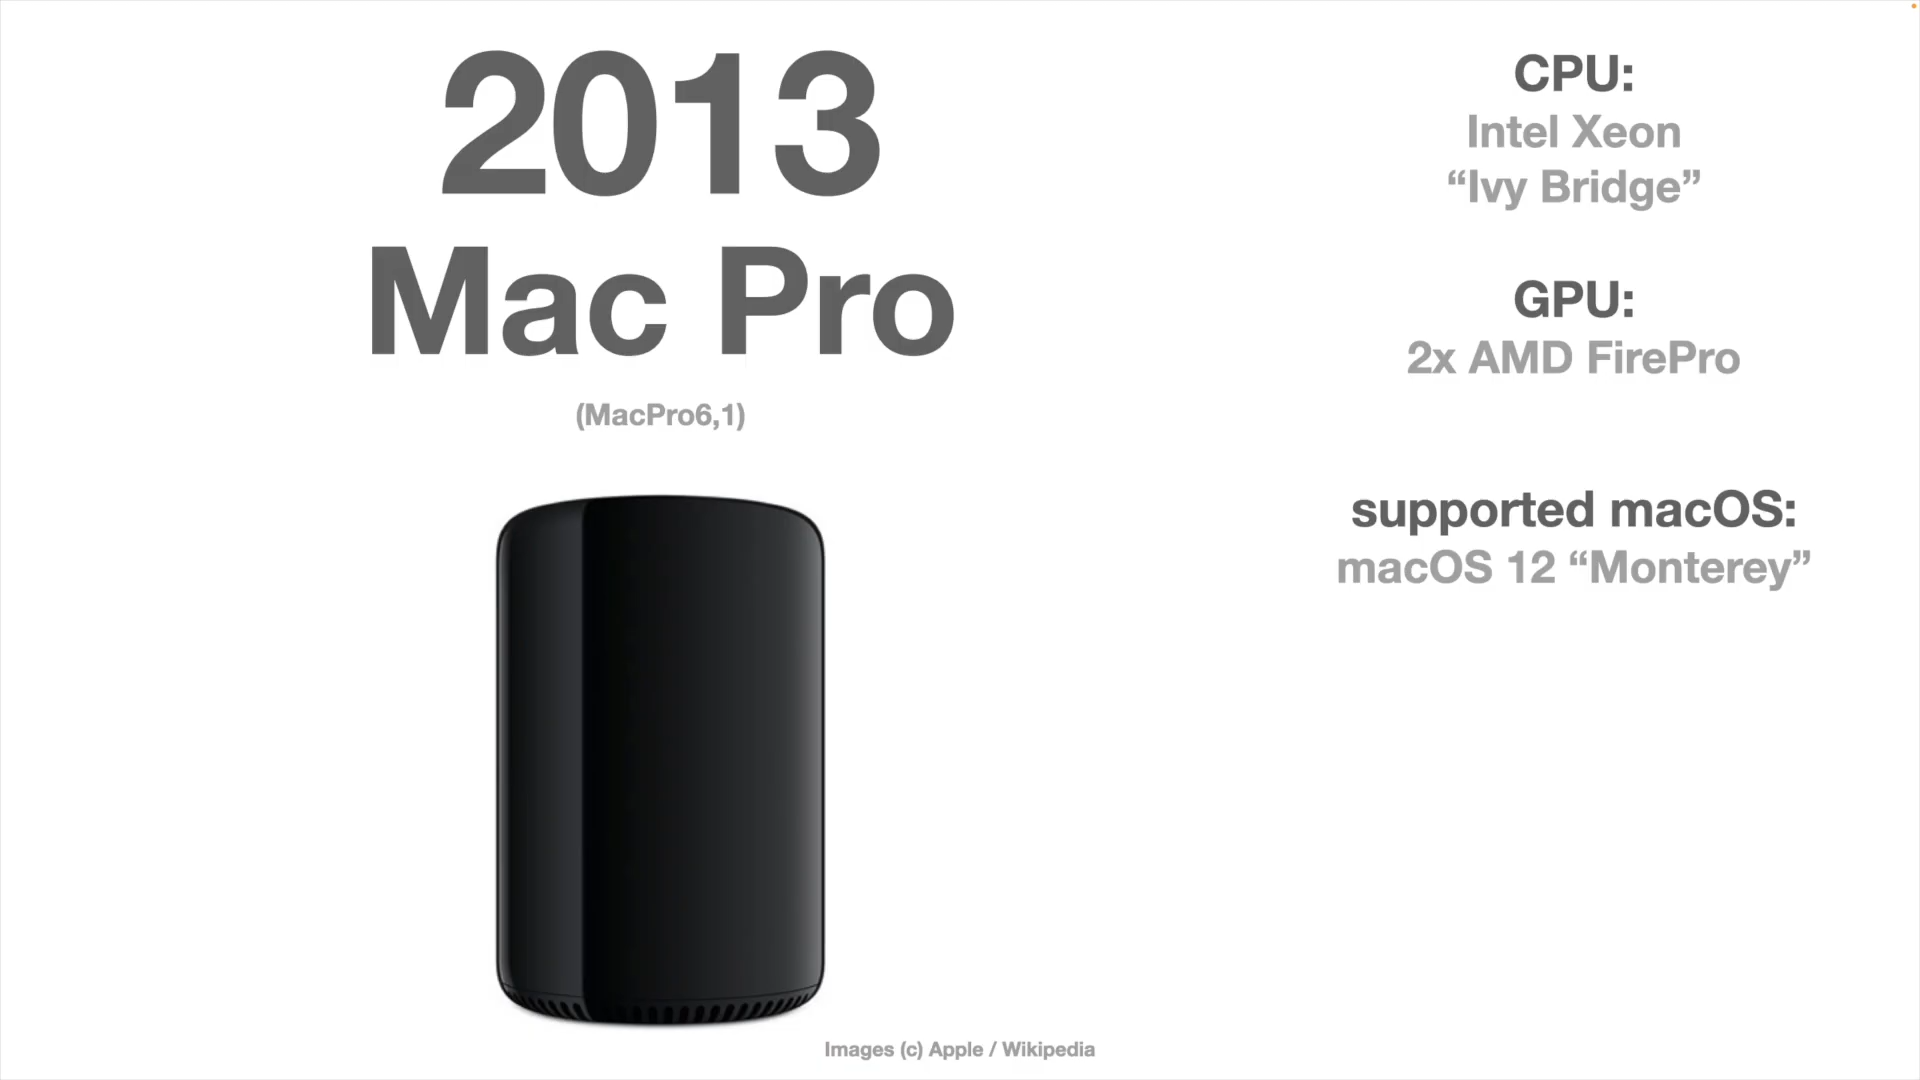 2013
Mac Pro
(MacPro6,1)
CPU:
Intel Xeon
“Ivy Bridge”
GPU:
2x AMD FirePro
supported macOS:
macOS 12 “Monterey”
Images (c) Apple / Wikipedia